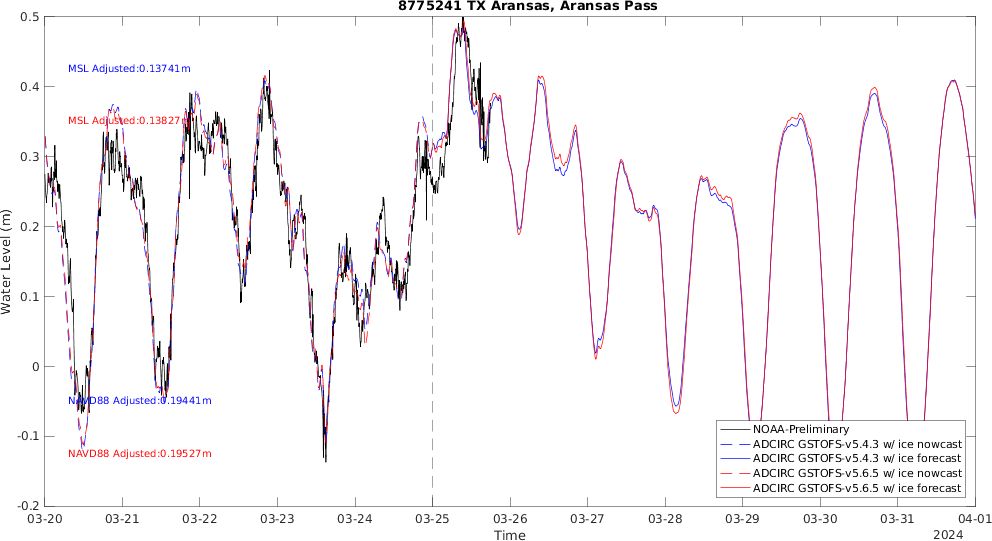 8775241 TX Aransas, Aransas Pass
0.5
0.4
0.3
0.2
0.1
0
-0.1
-0.2
Water Level (m)
MSL Adjusted:0.13741m
MSL Adjusted:0.13827m
NAVD88 Adjusted:0.19441m
NAVD88 Adjusted:0.19527m
NOAA-Preliminary
ADCIRC GSTOFS-v5.4.3 w/ ice nowcast
ADCIRC GSTOFS-v5.4.3 w/ ice forecast
ADCIRC GSTOFS-v5.6.5 w/ ice nowcast
ADCIRC GSTOFS-v5.6.5 w/ ice forecast
03-20 03-21 03-22 03-23 03-24 03-25 03-26 03-27 03-28 03-29 03-30 03-31 04-01
Time
2024